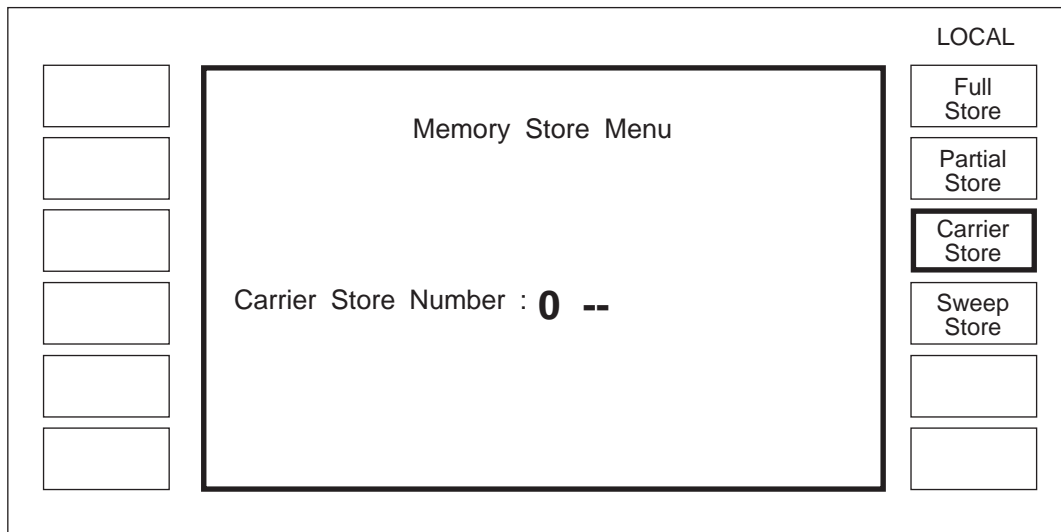 LOCAL
Full
Store
Memory Store Menu
Partial
Store
Carrier
Store
Carrier Store Number : 0 --
Sweep
Store